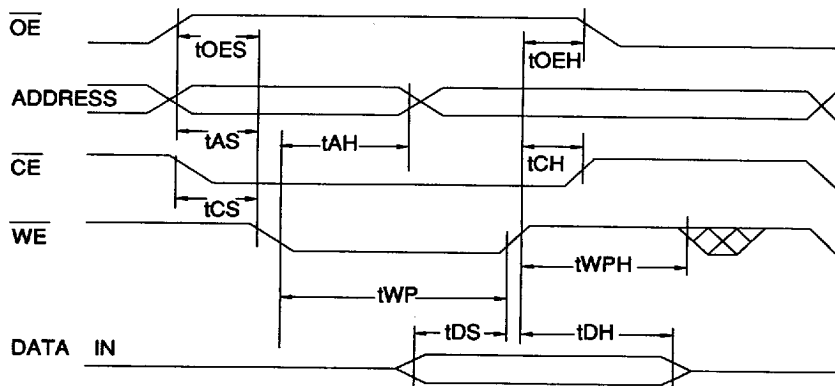 OE
tOES
tOEH
ADDRESS
tAS
tAH
tCH
CE
tCS
WE
tWPH
tWP
tDS
tDH
DATA IN